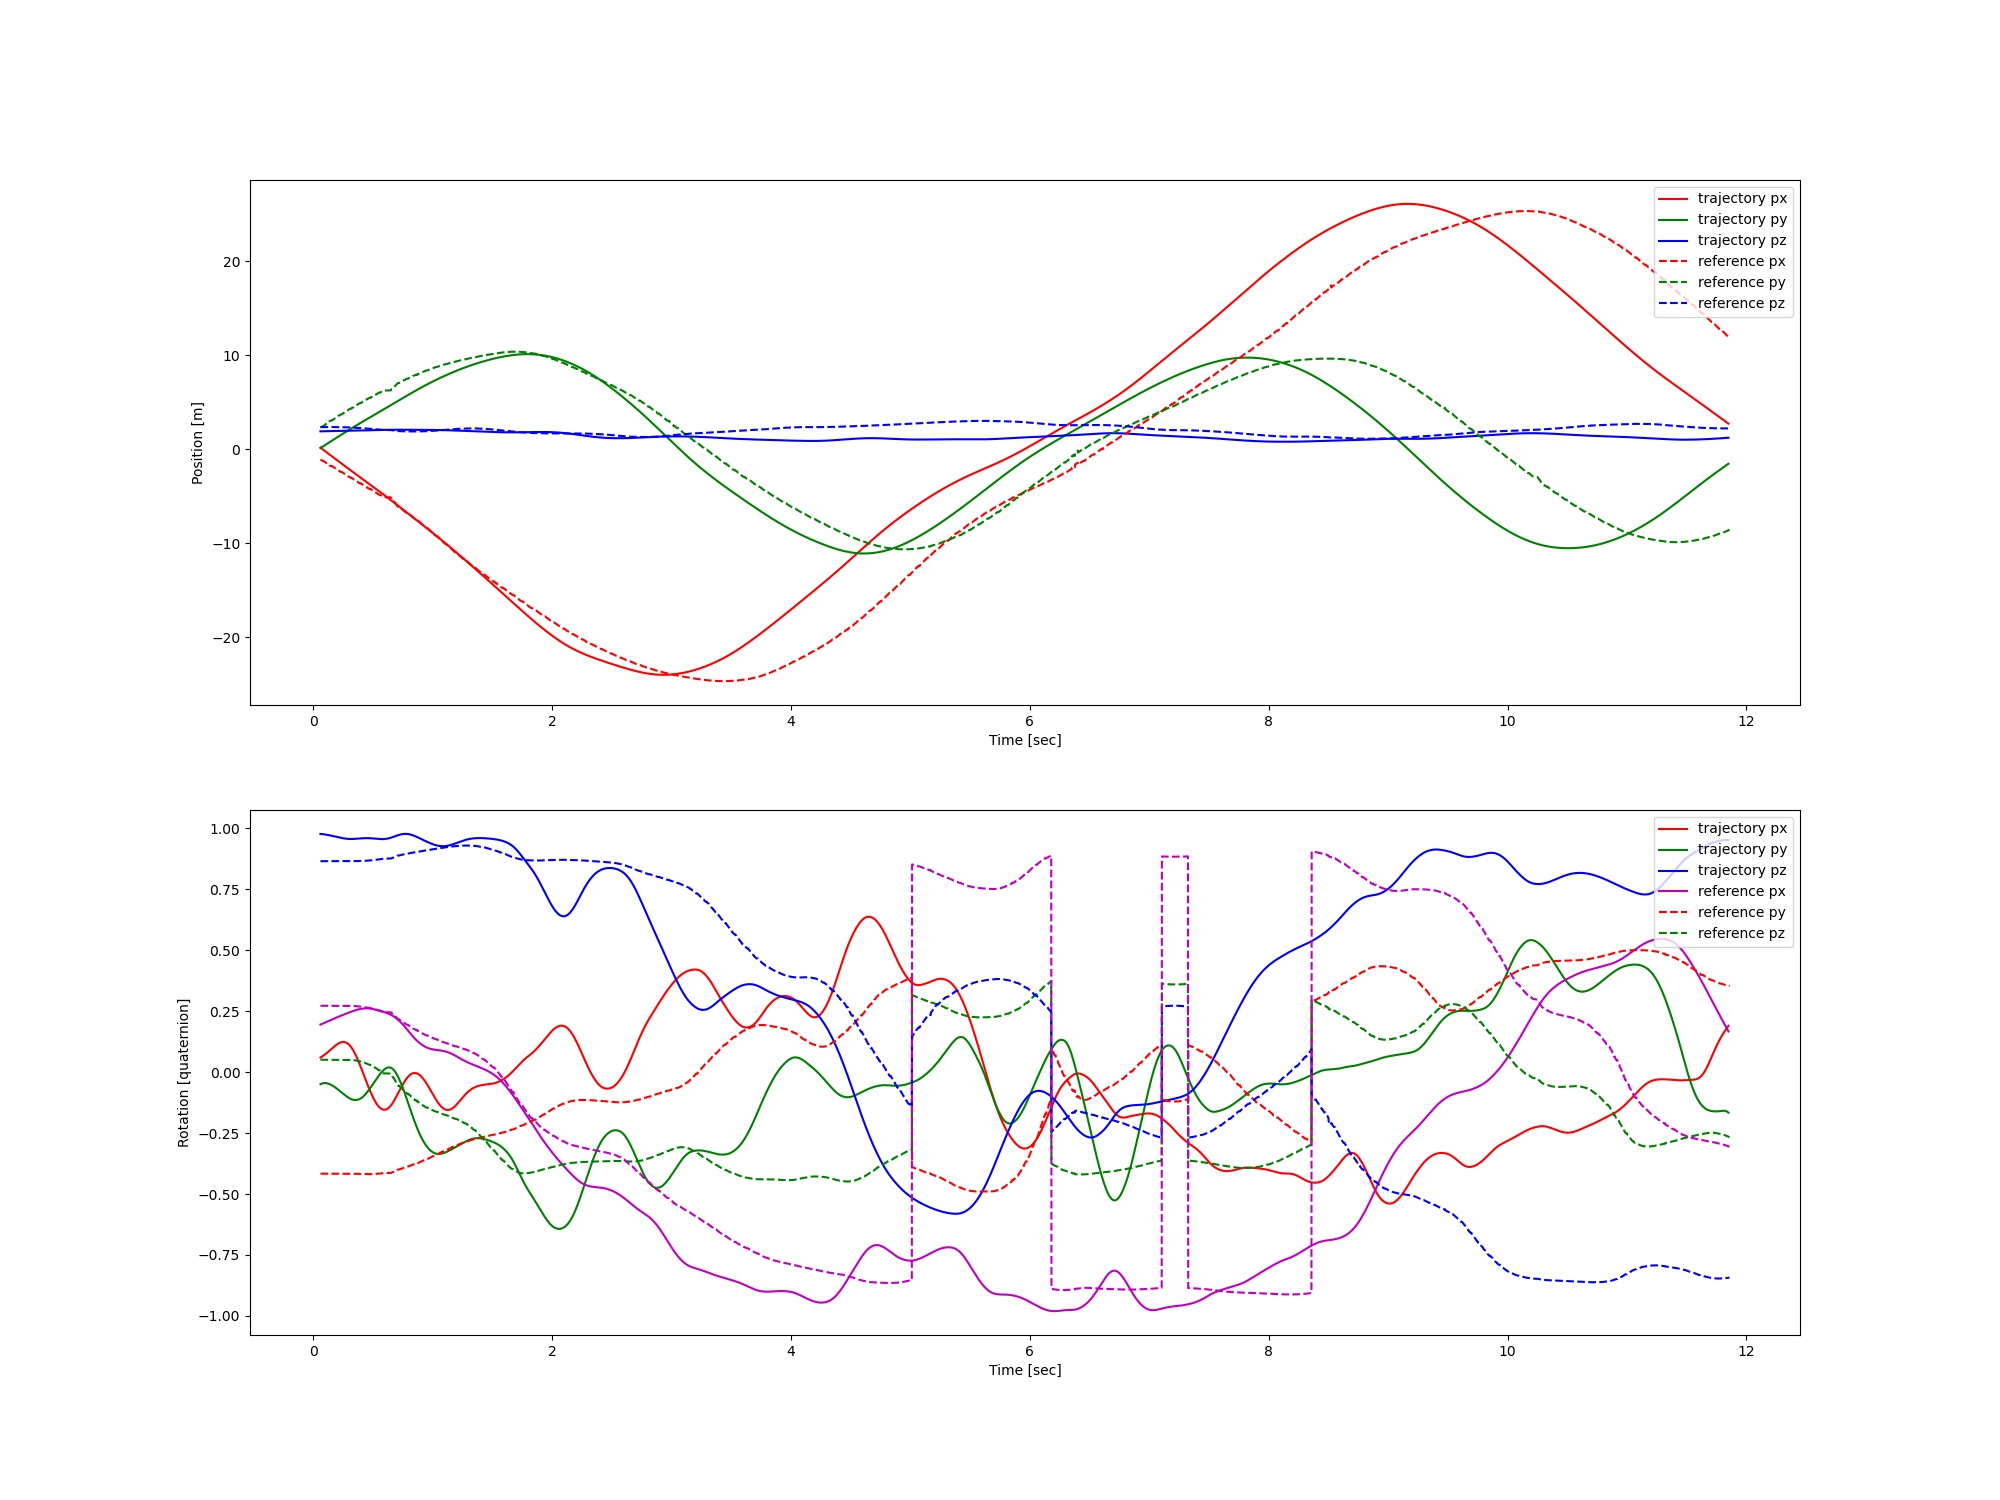 20
10
0
−10
−20
Position [m]
trajectory px
trajectory py
trajectory pz
reference px
reference py
reference pz
0 2 4 6 8 10 12
Time [sec]
1.00
0.75
0.50
0.25
0.00
−0.25
−0.50
−0.75
−1.00
Rotation [quaternion]
trajectory px
trajectory py
trajectory pz
reference px
reference py
reference pz
0 2 4 6 8 10 12
Time [sec]